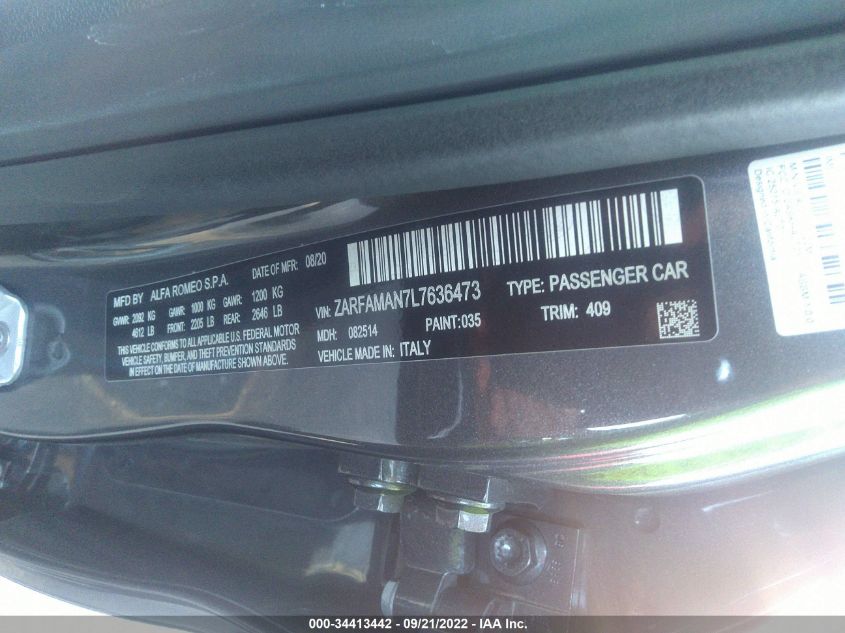 MFD BY ALFA ROMEO S.P.A. DATE OF MFR: 08/20
GAWR: 2092 KG GAWR: 1000 KG GAWR: 1200 KG
4612 LB FRONT: 2205 LB REAR: 2646 LB
THIS VEHICLE CONFORMS TO ALL APPLICABLE U.S. FEDERAL MOTOR
VEHICLE SAFETY, BUMPER, AND THEFT PREVENTION STANDARDS
IN EFFECT ON THE DATE OF MANUFACTURE SHOWN ABOVE.
VIN: ZARFAMAN7L7636473 TYPE: PASSENGER CAR
MDH: 082514 PAINT:035 TRIM: 409
VEHICLE MADE IN: ITALY
000-34413442 - 09/21/2022 - IAA Inc.